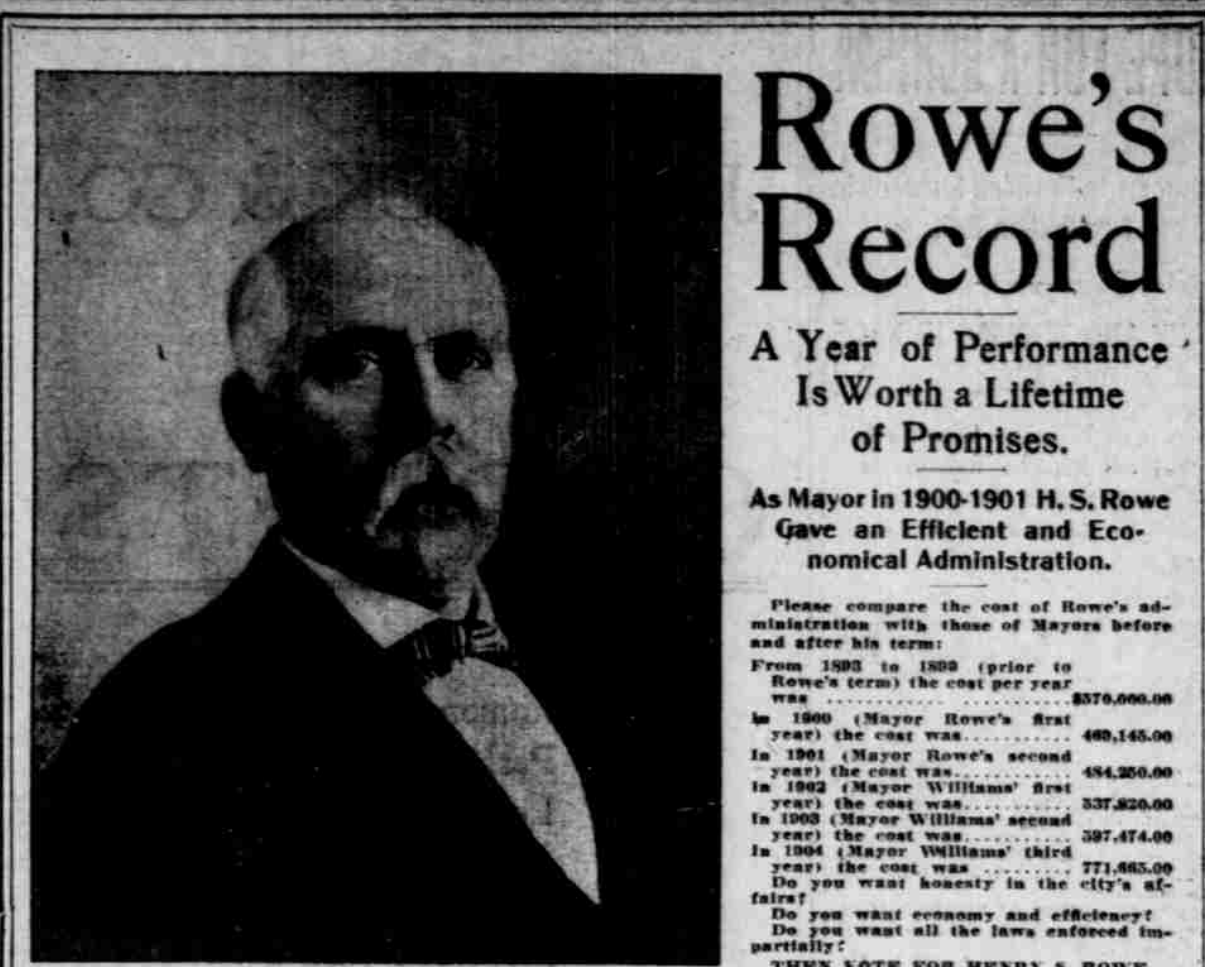 Rowe's
Record
A Year of Performance
Is Worth a Lifetime
of Promises.
As Mayor in 1900-1901 H. S. Rowe
Gave an Efficient and Eco-
nomical Administration.
Please compare the cost of Rowe's ad-
ministration with those of Mayors before
and after his term:
From 1893 to 1899 (prior to
Rowe's term) the cost per year
was ............ ...........$570,000.00
In 1900 (Mayor Rowe's first
year) the cost was........... 469,145.00
In 1901 (Mayor Rowe's second
year) the cost was............ 484,250.00
In 1902 (Mayor Williams' first
year) the cost was........... 537,820.00
In 1903 (Mayor Williams' second
year) the cost was........... 597,474.00
In 1904 (Mayor Williams' third
year) the cost was ......... 771,665.00
Do you want honesty in the city's af-
fairs?
Do you want economy and efficiency?
Do you want all the laws enforced im-
partially?
THEN VOTE FOR HENRY S. ROWE